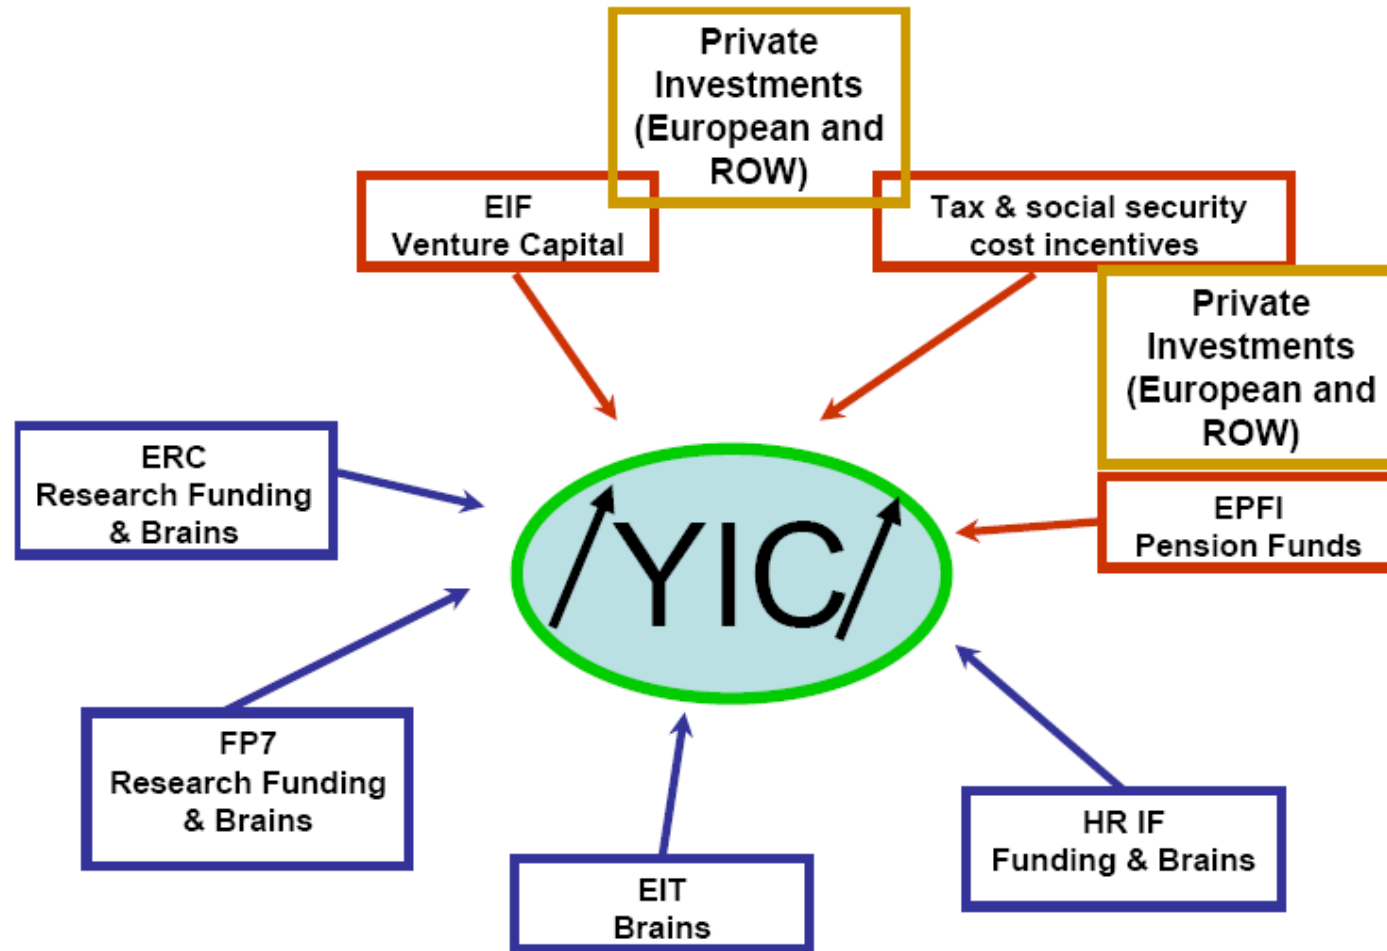 Private
Investments
(European and
ROW)
EIF
Venture Capital
Tax & social security
cost incentives
Private
Investments
(European and
ROW)
ERC
Research Funding
& Brains
YIC
EPFI
Pension Funds
FP7
Research Funding
& Brains
HR IF
Funding & Brains
EIT
Brains